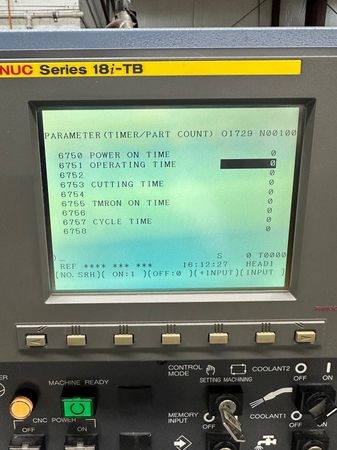 NUC Series 18i-TB
PARAMETER(TIMER/PART COUNT) O1729 N00100
6750 POWER ON TIME 0
6751 OPERATING TIME 0
6752 0
6753 CUTTING TIME 0
6754 0
6755 TMRON ON TIME 0
6756 0
6757 CYCLE TIME 0
6758 0
)_
S 0 T0000
REF **** *** *** 16:12:27 HEAD1
[NO.SRH][ ON:1 ][OFF:0 ][+INPUT][INPUT ]
MACHINE READY
CNC POWER
OFF ON
CONTROL MODE
SETTING MACHINING
COOLANT2 OFF
ON
MEMORY INPUT
OFF
COOLANT1
ON